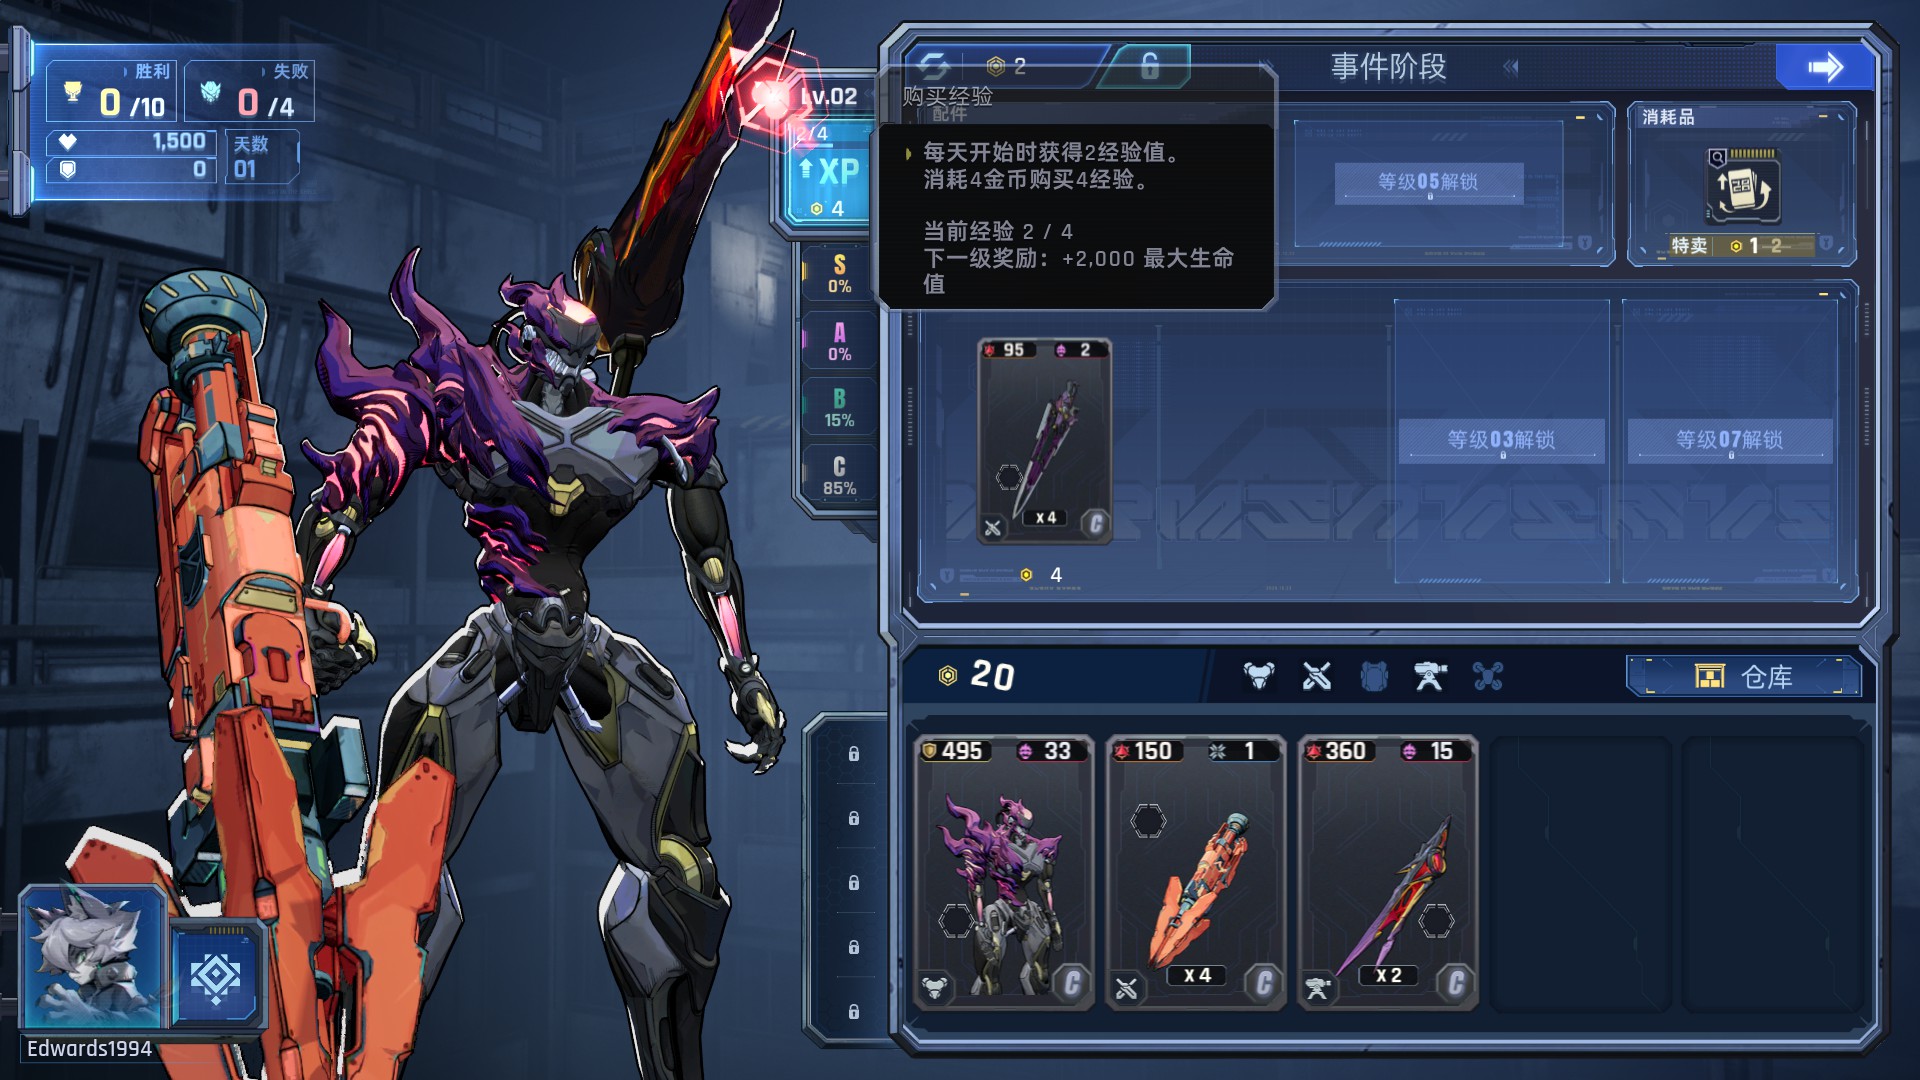 胜利
0/10
失败
0/4
1,500
0
天数
01
Lv.02
2/4
XP
4
S
0%
A
0%
B
15%
C
85%
2
事件阶段
购买经验
配件
每天开始时获得2经验值。
消耗4金币购买4经验。
当前经验 2 / 4
下一级奖励：+2,000 最大生命
值
等级05解锁
消耗品
特卖
1
2
95
2
x4
C
4
等级03解锁
等级07解锁
20
仓库
495
33
C
150
1
x4
C
360
15
x2
C
Edwards1994